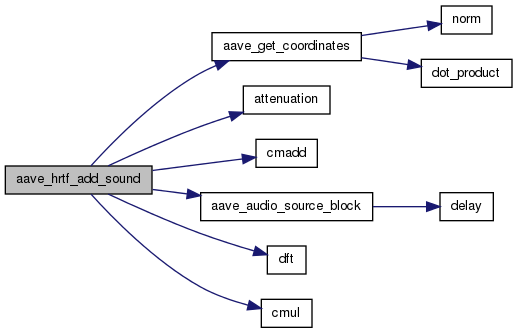 norm
aave_get_coordinates
dot_product
attenuation
cmadd
aave_hrtf_add_sound
aave_audio_source_block
delay
dft
cmul